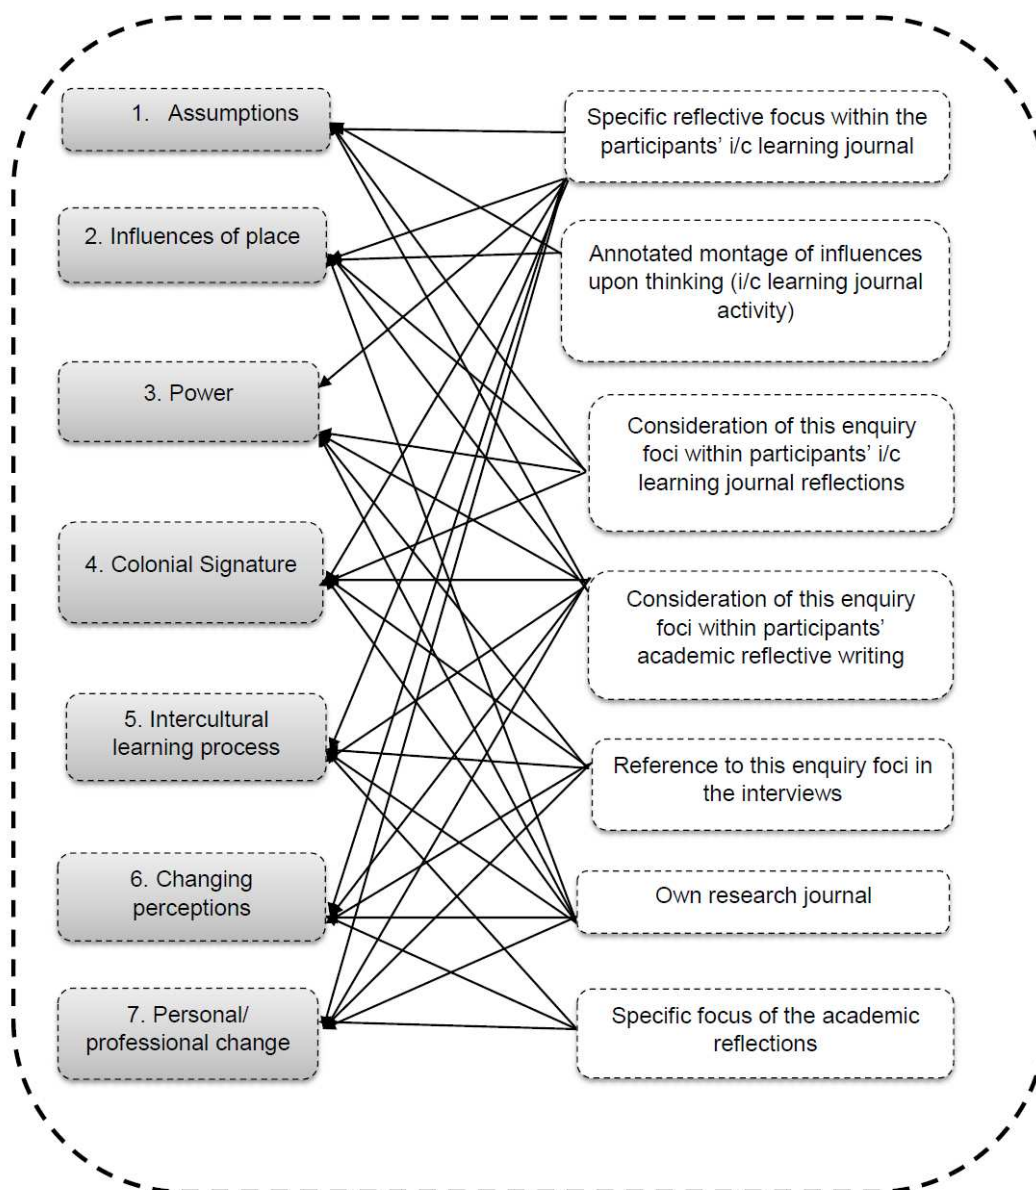 1. Assumptions
2. Influences of place
3. Power
4. Colonial Signature
5. Intercultural
learning process
6. Changing
perceptions
7. Personal/
professional change
Specific reflective focus within the
participants’ i/c learning journal
Annotated montage of influences
upon thinking (i/c learning journal
activity)
Consideration of this enquiry
foci within participants’ i/c
learning journal reflections
Consideration of this enquiry
foci within participants’
academic reflective writing
Reference to this enquiry foci in
the interviews
Own research journal
Specific focus of the academic
reflections